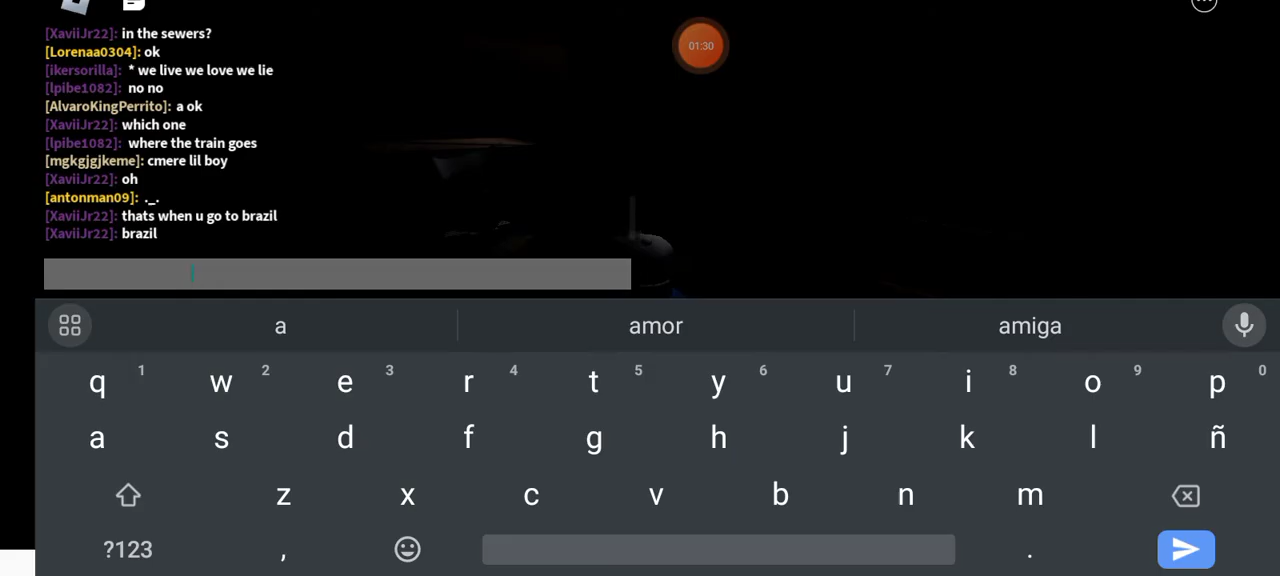 [XaviiJr22]: in the sewers?
[Lorenaa0304]: ok
[ikersorilla]: * we live we love we lie
[lpibe1082]: no no
[AlvaroKingPerrito]: a ok
[XaviiJr22]: which one
[lpibe1082]: where the train goes
[mgkgjgjkeme]: cmere lil boy
[XaviiJr22]: oh
[antonman09]: ._.
[XaviiJr22]: thats when u go to brazil
[XaviiJr22]: brazil
01:30
a amor amiga
q 1 w 2 e 3 r 4 t 5 y 6 u 7 i 8 o 9 p 0
a s d f g h j k l ñ
z x c v b n m
?123 , .